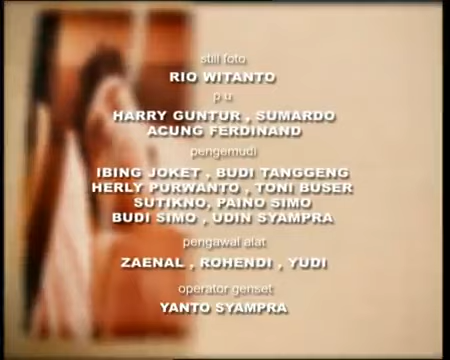 still foto
RIO WITANTO
p u
HARRY GUNTUR , SUMARDO
ACUNG FERDINAND
pengemudi
IBING JOKET , BUDI TANGGENG
HERLY PURWANTO , TONI BUSER
SUTIKNO, PAINO SIMO
BUDI SIMO , UDIN SYAMPRA
pengawal alat
ZAENAL , ROHENDI , YUDI
operator genset
YANTO SYAMPRA